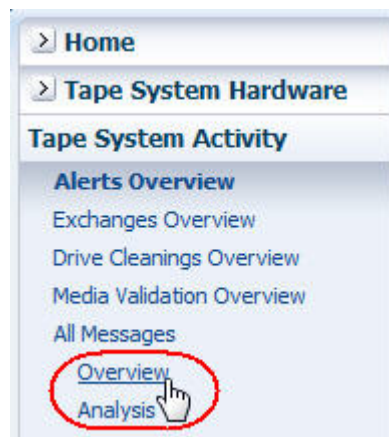 Home
Tape System Hardware
Tape System Activity
Alerts Overview
Exchanges Overview
Drive Cleanings Overview
Media Validation Overview
All Messages
Overview
Analysis